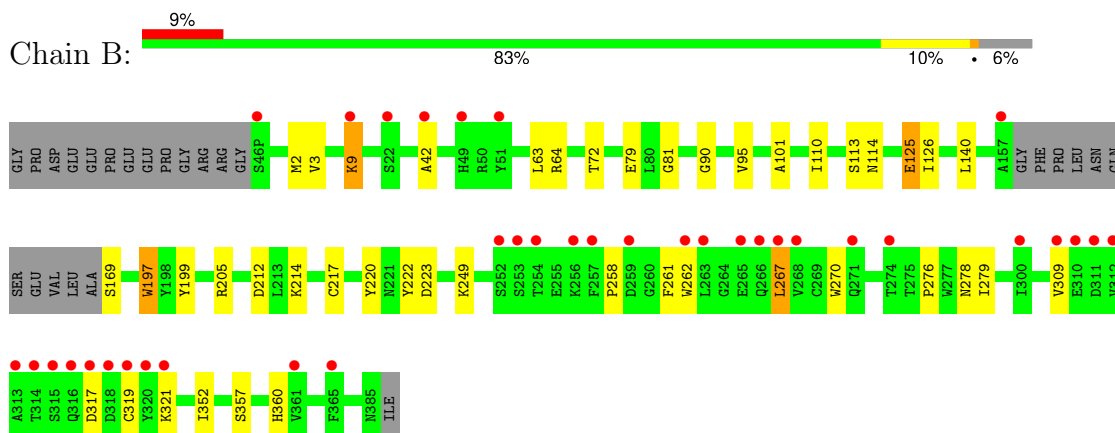 9%
Chain B:
83% 10% • 6%
GLY PRO ASP GLU GLU PRO GLU GLU PRO GLY ARG ARG GLY S46P M2 V3 K9 S22 A42 H49 R50 Y51 L63 R64 T72 E79 L80 G81 G90 V95 A101 I110 S113 N114 E125 I126 L140 A157 GLY PHE PRO LEU ASN GLN
SER GLU VAL LEU ALA S169 W197 Y198 Y199 R205 D212 L213 K214 C217 Y220 N221 Y222 D223 K249 S252 S253 T254 E255 K256 F257 P258 D259 G260 F261 W262 L263 G264 E265 Q266 L267 V268 C269 W270 Q271 T274 T275 P276 W277 N278 I279 I300 V309 E310 D311 V312
A313 T314 S315 Q316 D317 D318 C319 Y320 K321 I352 S357 H360 V361 F365 N385 ILE